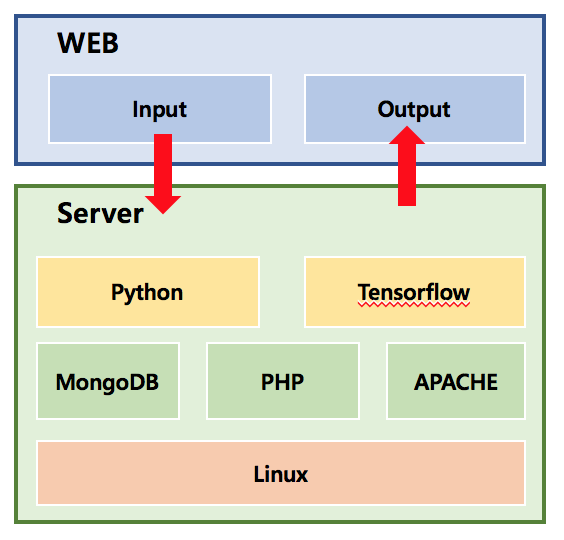 WEB
Input
Output
Server
Python
Tensorflow
MongoDB
PHP
APACHE
Linux